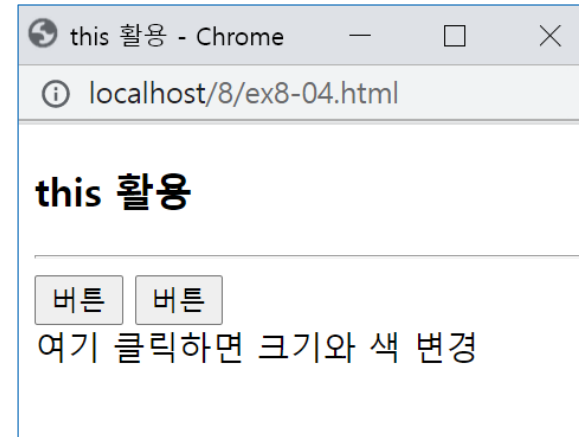 this 활용 - Chrome
localhost/8/ex8-04.html
this 활용
버튼 버튼
여기 클릭하면 크기와 색 변경